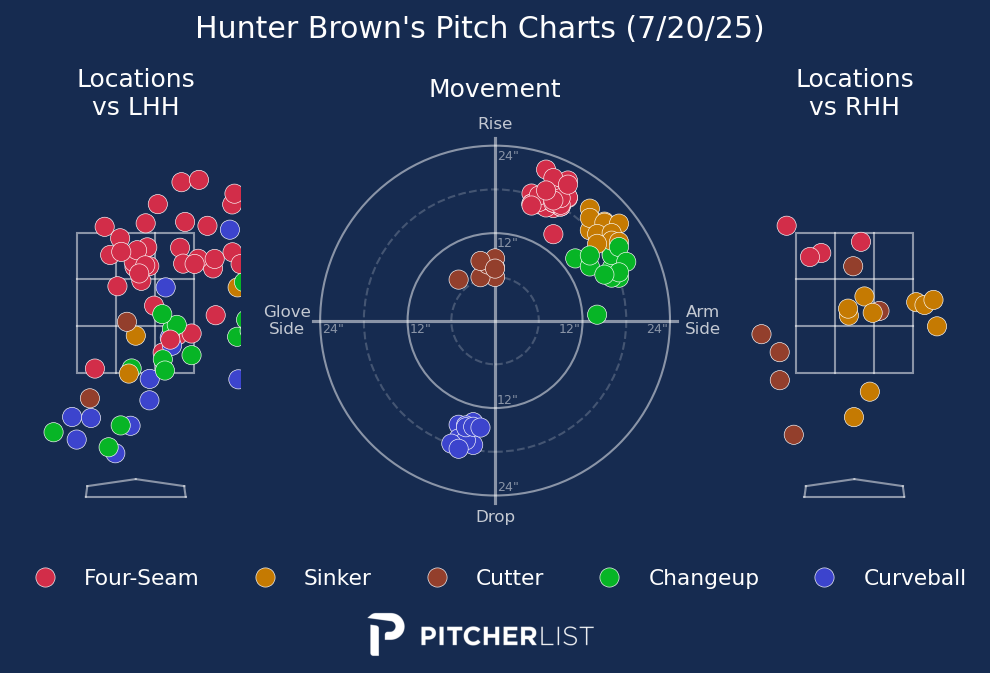 Hunter Brown's Pitch Charts (7/20/25)
Locations
vs LHH
Movement
Locations
vs RHH
Rise
24"
12"
Glove
Side
24"
12"
12"
24"
Arm
Side
12"
24"
Drop
Four-Seam
Sinker
Cutter
Changeup
Curveball
PITCHERLIST